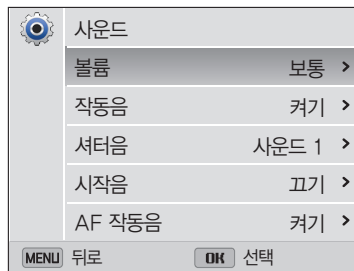 사운드
볼륨 보통 >
작동음 켜기 >
셔터음 사운드 1 >
시작음 끄기 >
AF 작동음 켜기 >
MENU 뒤로 OK 선택